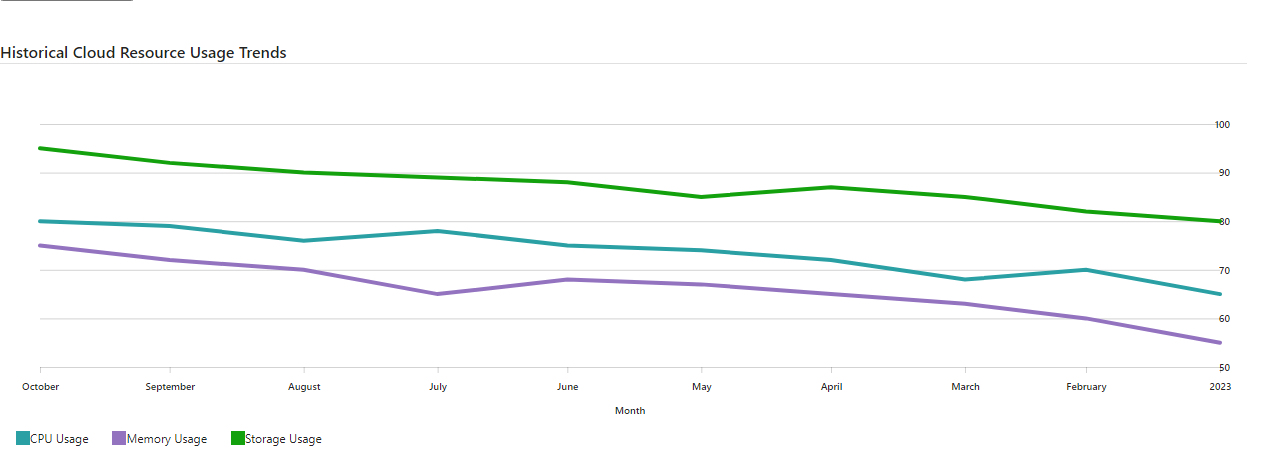 Historical Cloud Resource Usage Trends
100
90
80
70
60
50
October September August July June May April March February 2023
Month
CPU Usage Memory Usage Storage Usage